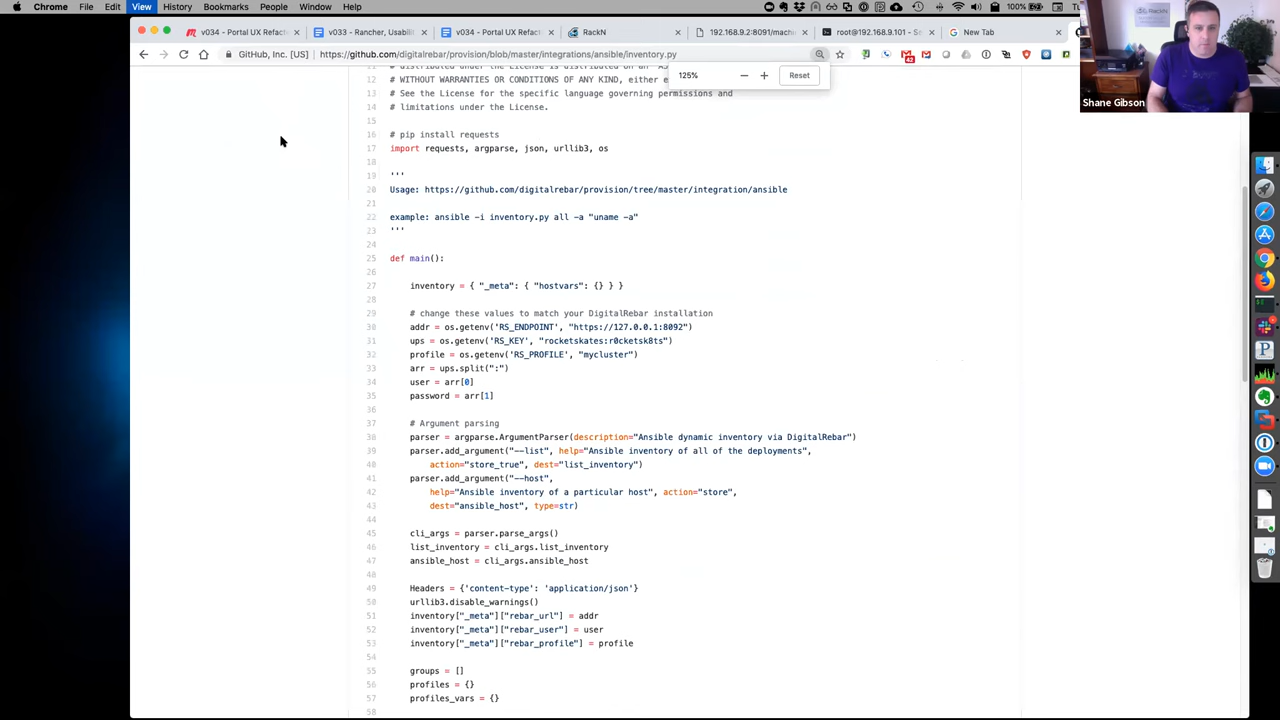 Chrome File Edit View History Bookmarks People Window Help
100%
v034 - Portal UX Refact
v033 - Rancher, Usabili
v034 - Portal UX Refact
RackN
192.168.9.2:8091/machi
root@192.168.9.101 - S
New Tab
GitHub, Inc. [US] https://github.com/digitalrebar/provision/blob/master/integrations/ansible/inventory.py
42
125% Reset
Shane Gibson
12 # WITHOUT WARRANTIES OR CONDITIONS OF ANY KIND, either e
13 # See the License for the specific language governing permissions and
14 # limitations under the License.
15
16 # pip install requests
17 import requests, argparse, json, urllib3, os
18
19 '''
20 Usage: https://github.com/digitalrebar/provision/tree/master/integration/ansible
21
22 example: ansible -i inventory.py all -a "uname -a"
23 '''
24
25 def main():
26
27 inventory = { "_meta": { "hostvars": {} } }
28
29 # change these values to match your DigitalRebar installation
30 addr = os.getenv('RS_ENDPOINT', "https://127.0.0.1:8092")
31 ups = os.getenv('RS_KEY', "rocketskates:r0cketsk8ts")
32 profile = os.getenv('RS_PROFILE', "mycluster")
33 arr = ups.split(":")
34 user = arr[0]
35 password = arr[1]
36
37 # Argument parsing
38 parser = argparse.ArgumentParser(description="Ansible dynamic inventory via DigitalRebar")
39 parser.add_argument("--list", help="Ansible inventory of all of the deployments",
40 action="store_true", dest="list_inventory")
41 parser.add_argument("--host",
42 help="Ansible inventory of a particular host", action="store",
43 dest="ansible_host", type=str)
44
45 cli_args = parser.parse_args()
46 list_inventory = cli_args.list_inventory
47 ansible_host = cli_args.ansible_host
48
49 Headers = {'content-type': 'application/json'}
50 urllib3.disable_warnings()
51 inventory["_meta"]["rebar_url"] = addr
52 inventory["_meta"]["rebar_user"] = user
53 inventory["_meta"]["rebar_profile"] = profile
54
55 groups = []
56 profiles = {}
57 profiles_vars = {}
58